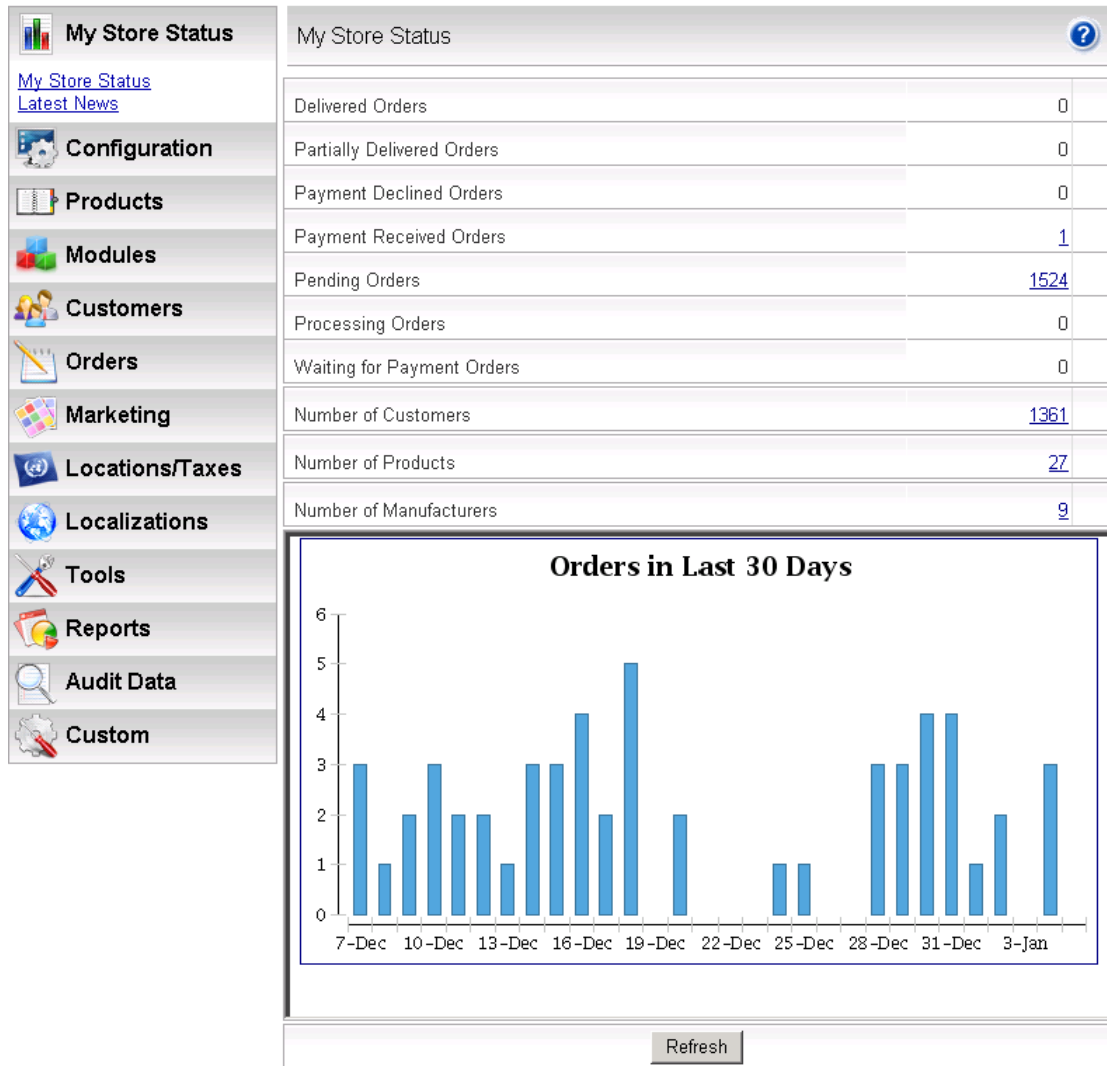 My Store Status
My Store Status
Latest News
Configuration
Products
Modules
Customers
Orders
Marketing
Locations/Taxes
Localizations
Tools
Reports
Audit Data
Custom
My Store Status ?
Delivered Orders 0
Partially Delivered Orders 0
Payment Declined Orders 0
Payment Received Orders 1
Pending Orders 1524
Processing Orders 0
Waiting for Payment Orders 0
Number of Customers 1361
Number of Products 27
Number of Manufacturers 9
Orders in Last 30 Days
6
5
4
3
2
1
0
7-Dec 10-Dec 13-Dec 16-Dec 19-Dec 22-Dec 25-Dec 28-Dec 31-Dec 3-Jan
Refresh